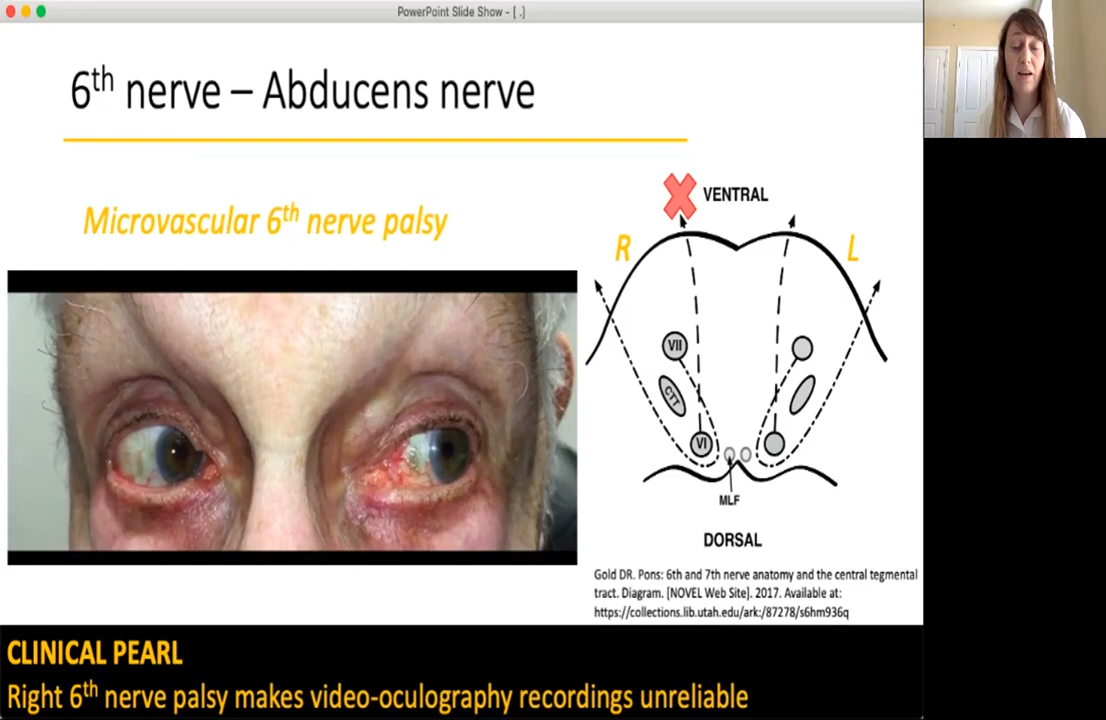 PowerPoint Slide Show - [ .]
6th nerve – Abducens nerve
Microvascular 6th nerve palsy
VENTRAL
R
L
VII
CTT
VI
MLF
DORSAL
Gold DR. Pons: 6th and 7th nerve anatomy and the central tegmental
tract. Diagram. [NOVEL Web Site]. 2017. Available at:
https://collections.lib.utah.edu/ark:/87278/s6hm936q
CLINICAL PEARL
Right 6th nerve palsy makes video-oculography recordings unreliable